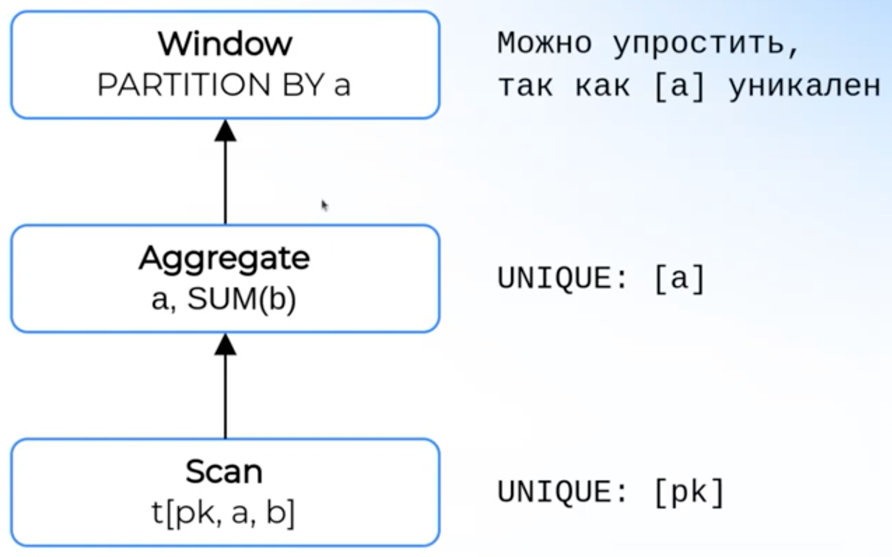 Window
PARTITION BY a
Можно упростить,
так как [a] уникален
Aggregate
a, SUM(b)
UNIQUE: [a]
Scan
t[pk, a, b]
UNIQUE: [pk]